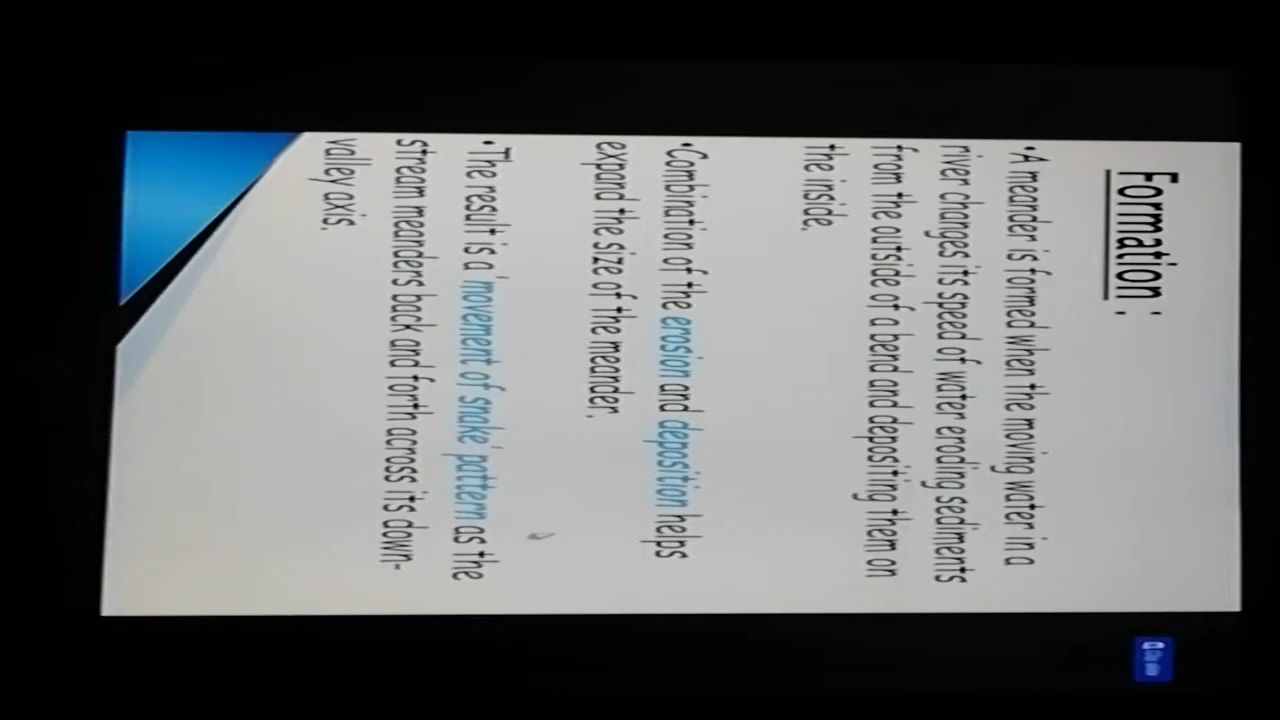 Formation :
•A meander is formed when the moving water in a
river changes its speed of water eroding sediments
from the outside of a bend and depositing them on
the inside.
•Combination of the erosion and deposition helps
expand the size of the meander.
•The result is a 'movement of snake' pattern as the
stream meanders back and forth across its down-
valley axis.